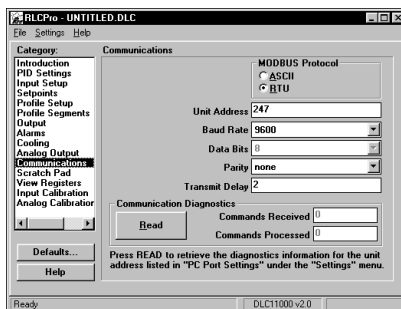 RLCPro - UNTITLED.DLC
File Settings Help
Category:
Introduction
PID Settings
Input Setup
Setpoints
Profile Setup
Profile Segments
Output
Alarms
Cooling
Analog Output
Communications
Scratch Pad
View Registers
Input Calibration
Analog Calibration
Defaults...
Help
Communications
MODBUS Protocol
ASCII
RTU
Unit Address 247
Baud Rate 9600
Data Bits 8
Parity none
Transmit Delay 2
Communication Diagnostics
Read
Commands Received 0
Commands Processed 0
Press READ to retrieve the diagnostics information for the unit
address listed in "PC Port Settings" under the "Settings" menu.
Ready
DLC11000 v2.0